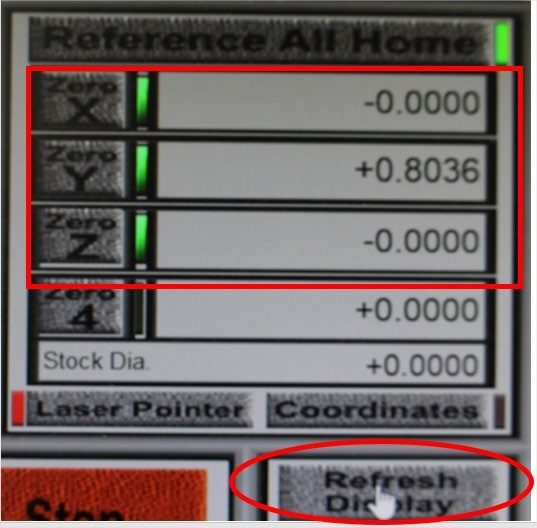 Reference All Home
Zero X -0.0000
Zero Y +0.8036
Zero Z -0.0000
Zero 4 +0.0000
Stock Dia. +0.0000
Laser Pointer Coordinates
Stop Refresh
Display